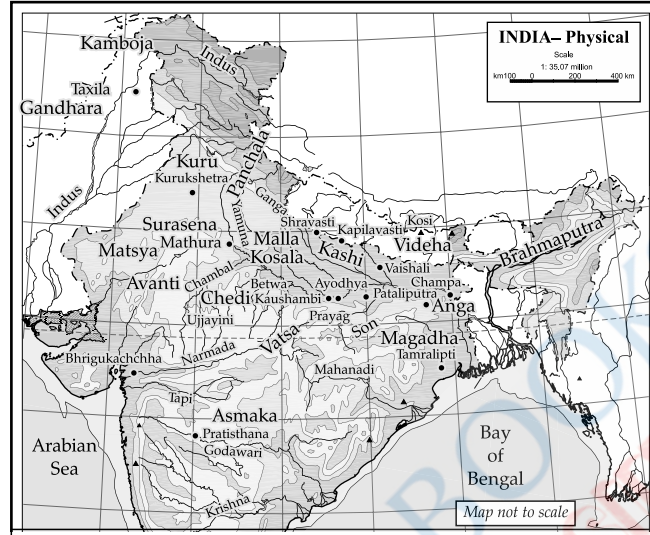 INDIA– Physical
Scale
1: 35,07 million
km100 0 200 400 km
Kamboja
Indus
Taxila
Gandhara
Kuru
Kurukshetra
Panchala
Indus
Ganga
Yamuna
Surasena
Mathura
Matsya
Shravasti
Kapilavasti
Kosi
Malla
Kosala
Kashi
Videha
Brahmaputra
Vaishali
Avanti
Chambal
Betwa
Ayodhya
Champa
Chedi
Kaushambi
Pataliputra
Anga
Ujjayini
Prayag
Vatsa
Son
Magadha
Bhrigukachchha
Narmada
Tamralipti
Mahanadi
Tapi
Asmaka
Pratisthana
Godawari
Arabian
Sea
Bay
of
Bengal
Krishna
Map not to scale
BOOK